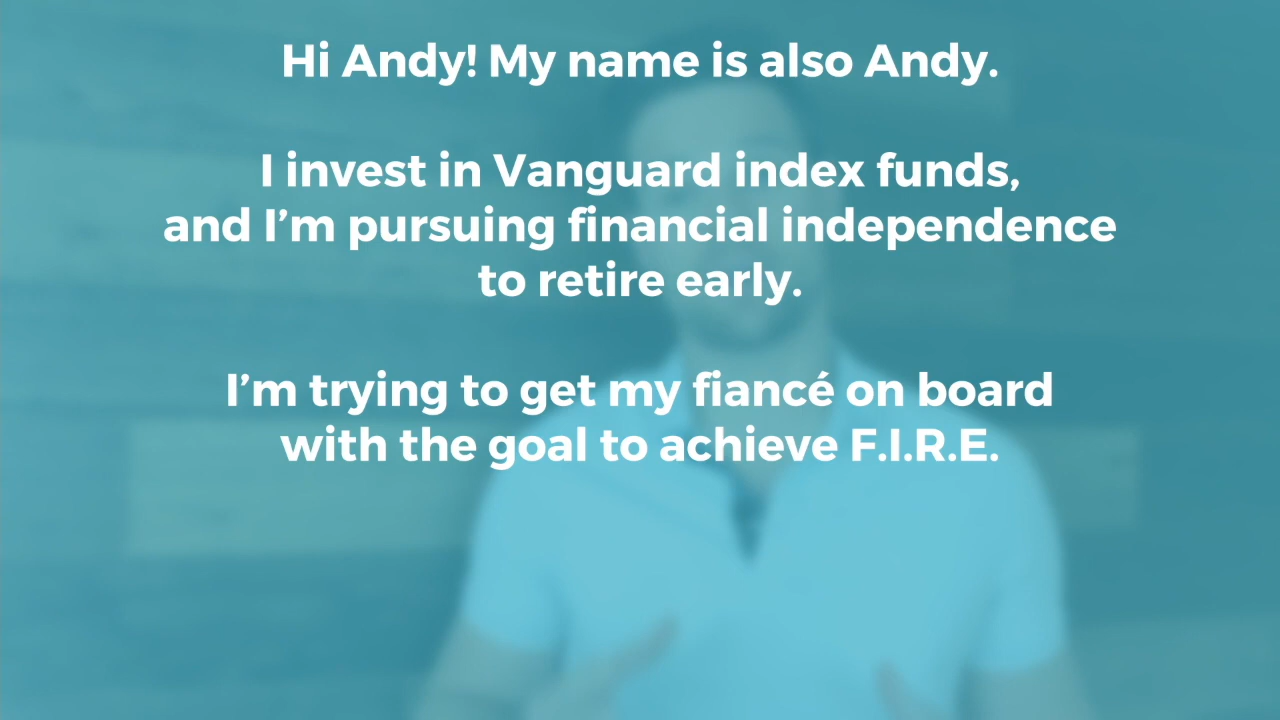 Hi Andy! My name is also Andy.
I invest in Vanguard index funds,
and I’m pursuing financial independence
to retire early.
I’m trying to get my fiancé on board
with the goal to achieve F.I.R.E.